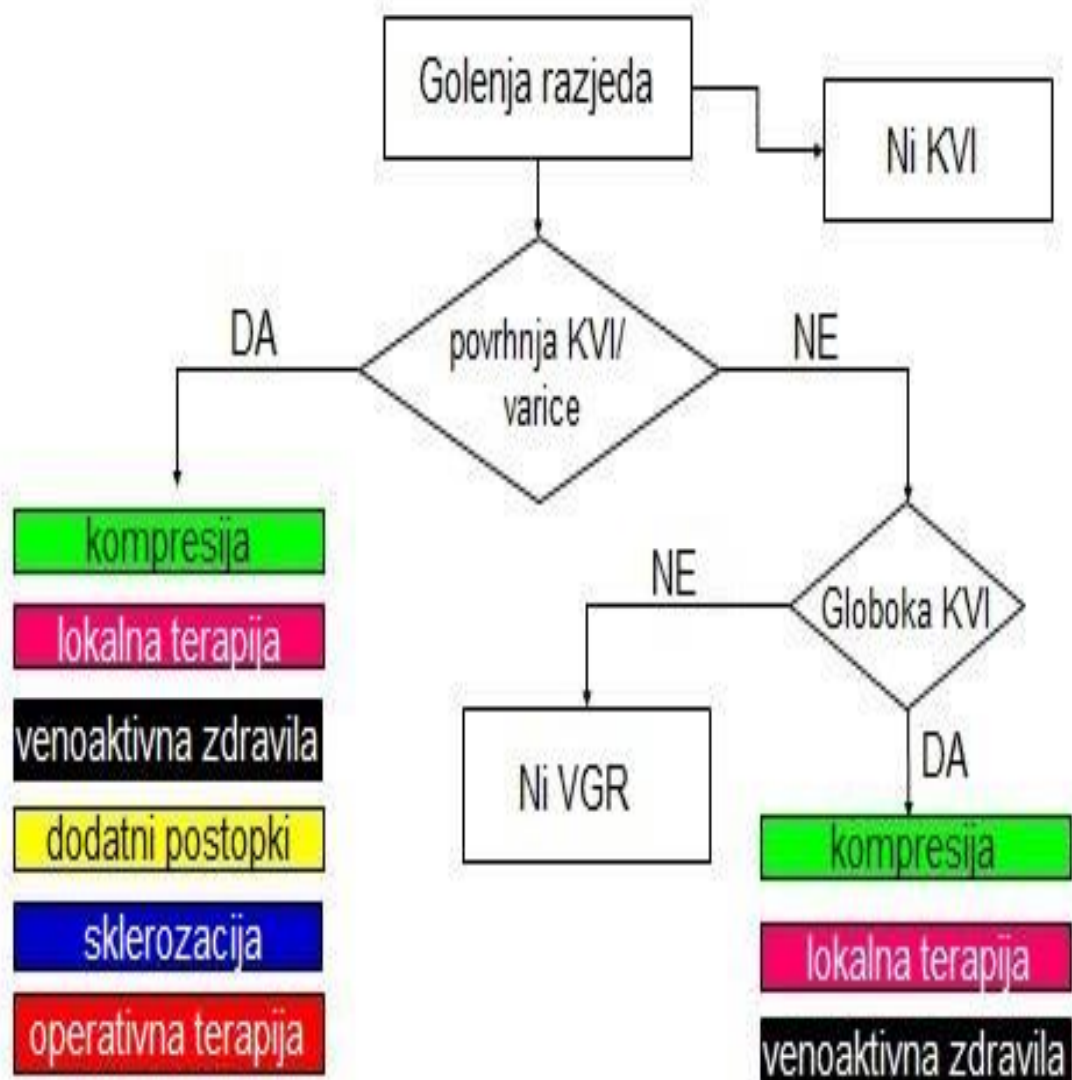 Golenja razjeda
Ni KVI
povrhnja KVI/
varice
DA
NE
kompresija
lokalna terapija
venoaktivna zdravila
dodatni postopki
sklerozacija
operativna terapija
NE
Globoka KVI
Ni VGR
DA
kompresija
lokalna terapija
venoaktivna zdravila